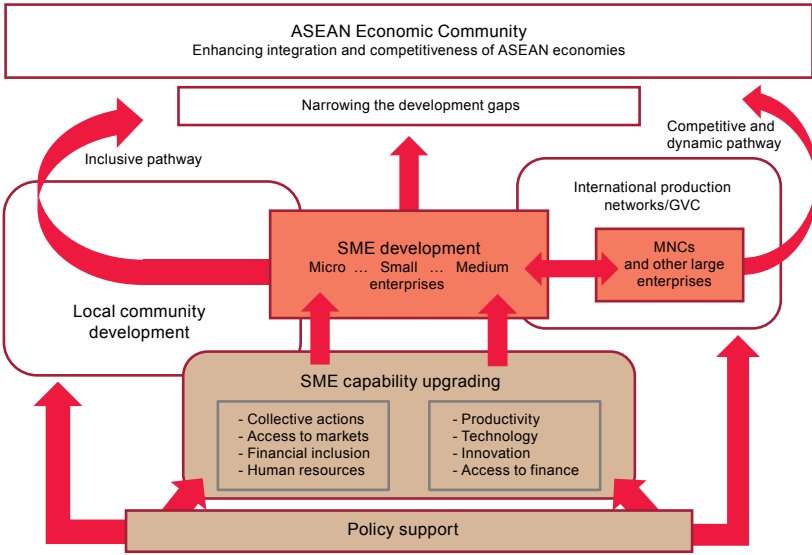 ASEAN Economic Community
Enhancing integration and competitiveness of ASEAN economies
Narrowing the development gaps
Inclusive pathway
Competitive and
dynamic pathway
International production
networks/GVC
SME development
Micro … Small … Medium
enterprises
MNCs
and other large
enterprises
Local community
development
SME capability upgrading
- Collective actions
- Access to markets
- Financial inclusion
- Human resources
- Productivity
- Technology
- Innovation
- Access to finance
Policy support